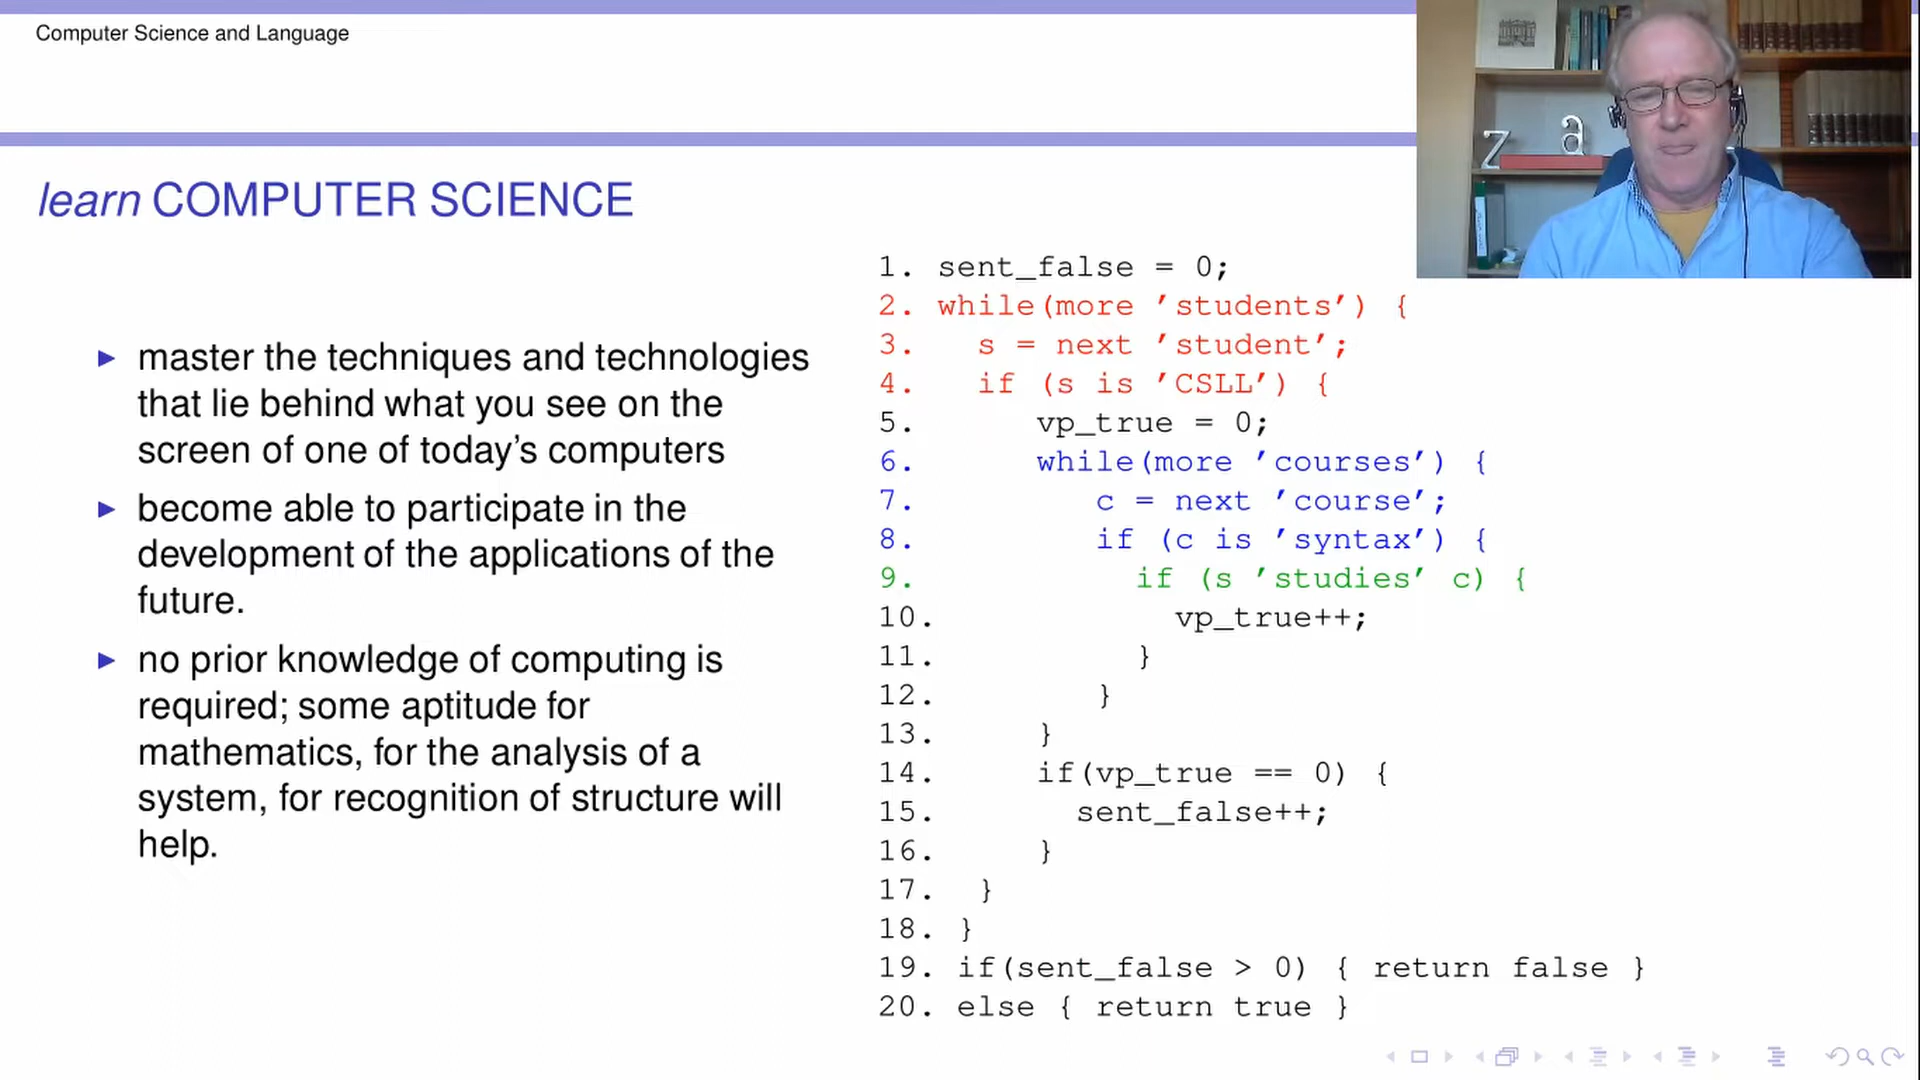 Computer Science and Language
z a
learn COMPUTER SCIENCE
▶ master the techniques and technologies
that lie behind what you see on the
screen of one of today's computers
▶ become able to participate in the
development of the applications of the
future.
▶ no prior knowledge of computing is
required; some aptitude for
mathematics, for the analysis of a
system, for recognition of structure will
help.
1. sent_false = 0;
2. while(more ’students’) {
3. s = next ’student’;
4. if (s is ’CSLL’) {
5. vp_true = 0;
6. while(more ’courses’) {
7. c = next ’course’;
8. if (c is ’syntax’) {
9. if (s ’studies’ c) {
10. vp_true++;
11. }
12. }
13. }
14. if(vp_true == 0) {
15. sent_false++;
16. }
17. }
18. }
19. if(sent_false > 0) { return false }
20. else { return true }